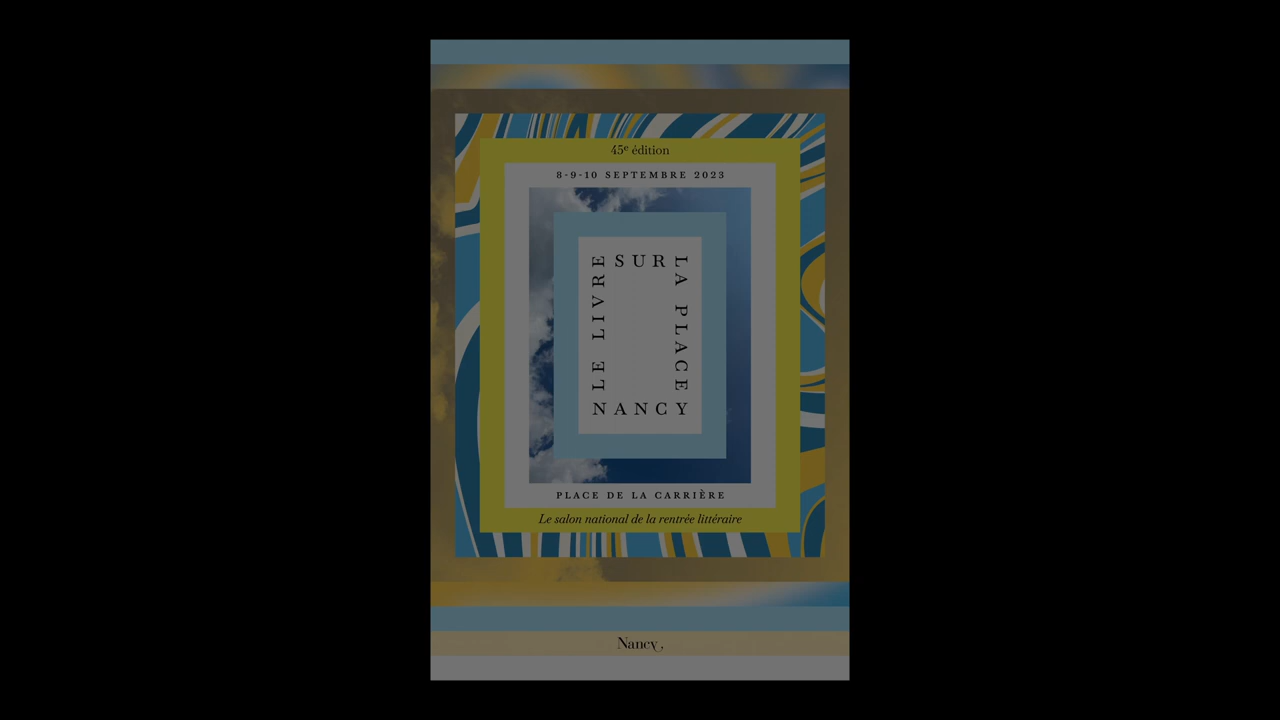 45e édition
8-9-10 SEPTEMBRE 2023
LE LIVRE
SUR
LA PLACE
NANCY
PLACE DE LA CARRIÈRE
Le salon national de la rentrée littéraire
Nancy,